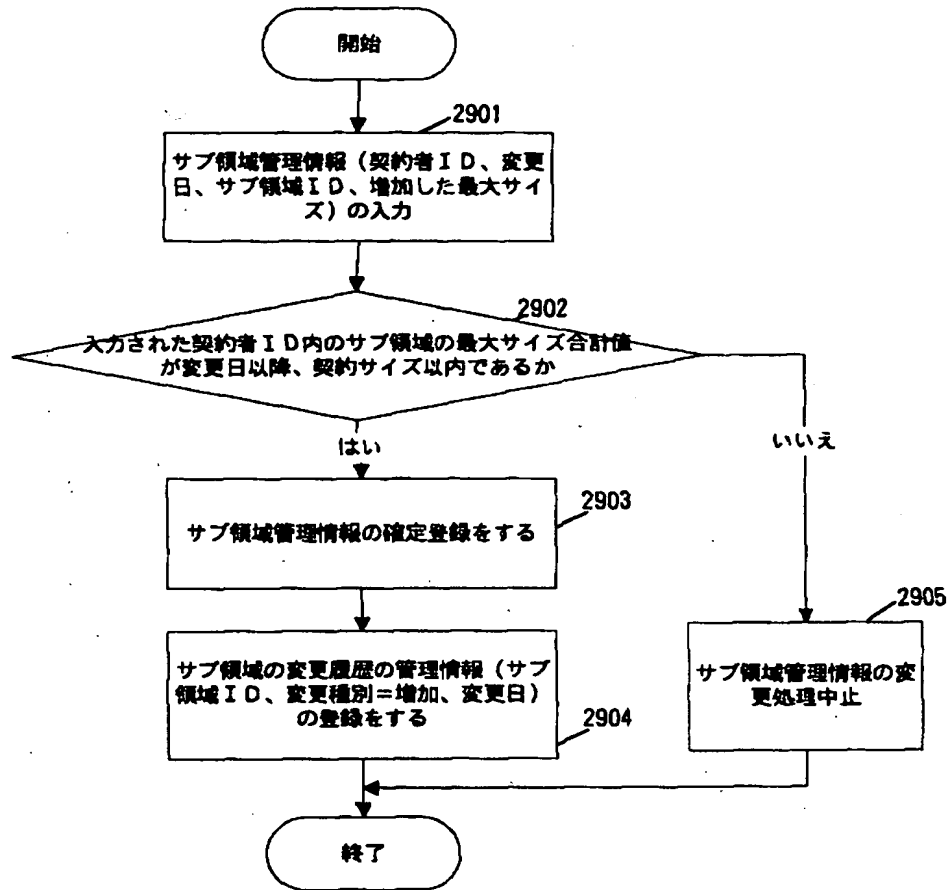 開始
2901
サブ領域管理情報（契約者ＩＤ、変更
日、サブ領域ＩＤ、増加した最大サイ
ズ）の入力
2902
入力された契約者ＩＤ内のサブ領域の最大サイズ合計値
が変更日以降、契約サイズ以内であるか
はい
いいえ
2903
サブ領域管理情報の確定登録をする
2905
サブ領域管理情報の変
更処理中止
サブ領域の変更履歴の管理情報（サブ
領域ＩＤ、変更種別＝増加、変更日）
の登録をする
2904
終了